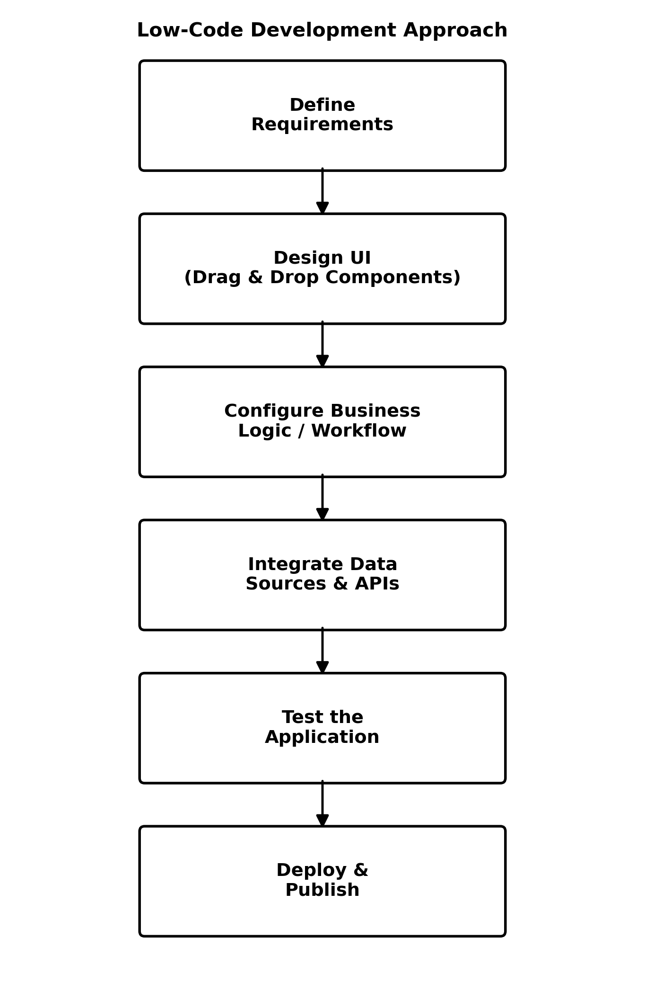 Low-Code Development Approach
Define
Requirements
Design UI
(Drag & Drop Components)
Configure Business
Logic / Workflow
Integrate Data
Sources & APIs
Test the
Application
Deploy &
Publish